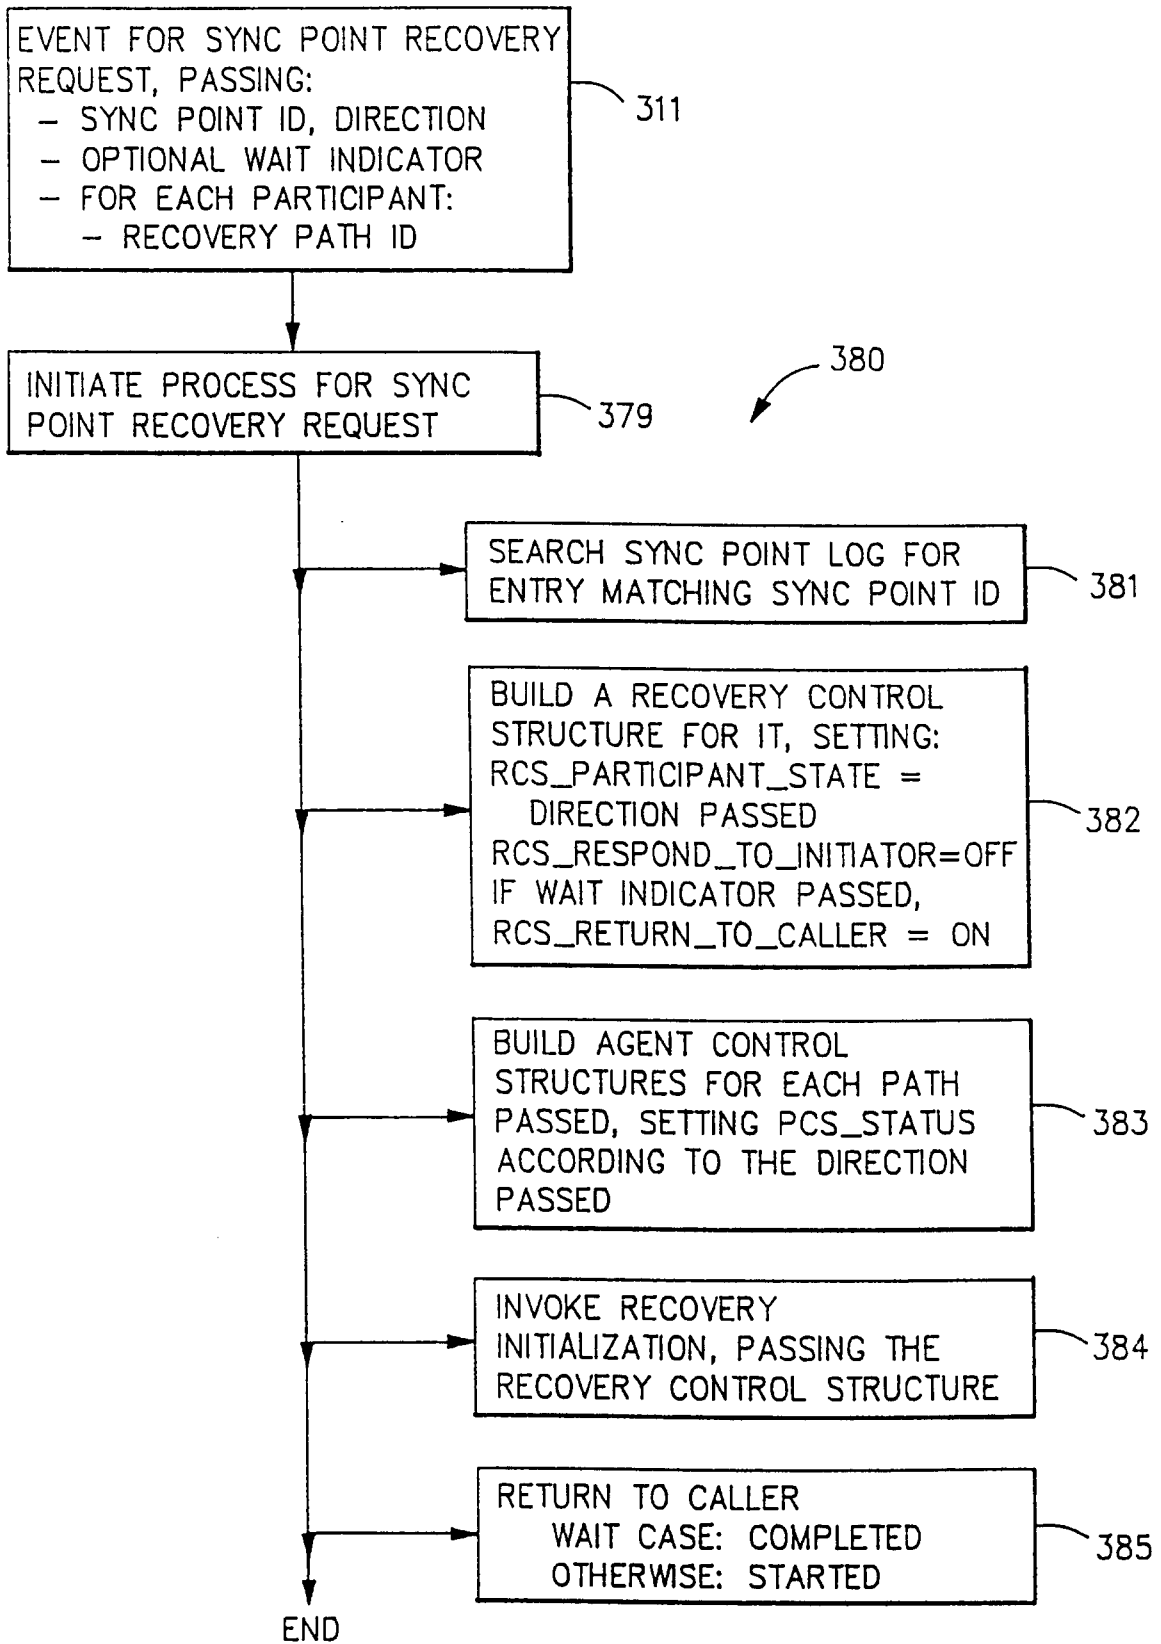 EVENT FOR SYNC POINT RECOVERY
REQUEST, PASSING:
– SYNC POINT ID, DIRECTION
– OPTIONAL WAIT INDICATOR
– FOR EACH PARTICIPANT:
– RECOVERY PATH ID
311
INITIATE PROCESS FOR SYNC
POINT RECOVERY REQUEST
379
380
SEARCH SYNC POINT LOG FOR
ENTRY MATCHING SYNC POINT ID
381
BUILD A RECOVERY CONTROL
STRUCTURE FOR IT, SETTING:
RCS_PARTICIPANT_STATE =
DIRECTION PASSED
RCS_RESPOND_TO_INITIATOR=OFF
IF WAIT INDICATOR PASSED,
RCS_RETURN_TO_CALLER = ON
382
BUILD AGENT CONTROL
STRUCTURES FOR EACH PATH
PASSED, SETTING PCS_STATUS
ACCORDING TO THE DIRECTION
PASSED
383
INVOKE RECOVERY
INITIALIZATION, PASSING THE
RECOVERY CONTROL STRUCTURE
384
RETURN TO CALLER
WAIT CASE: COMPLETED
OTHERWISE: STARTED
385
END